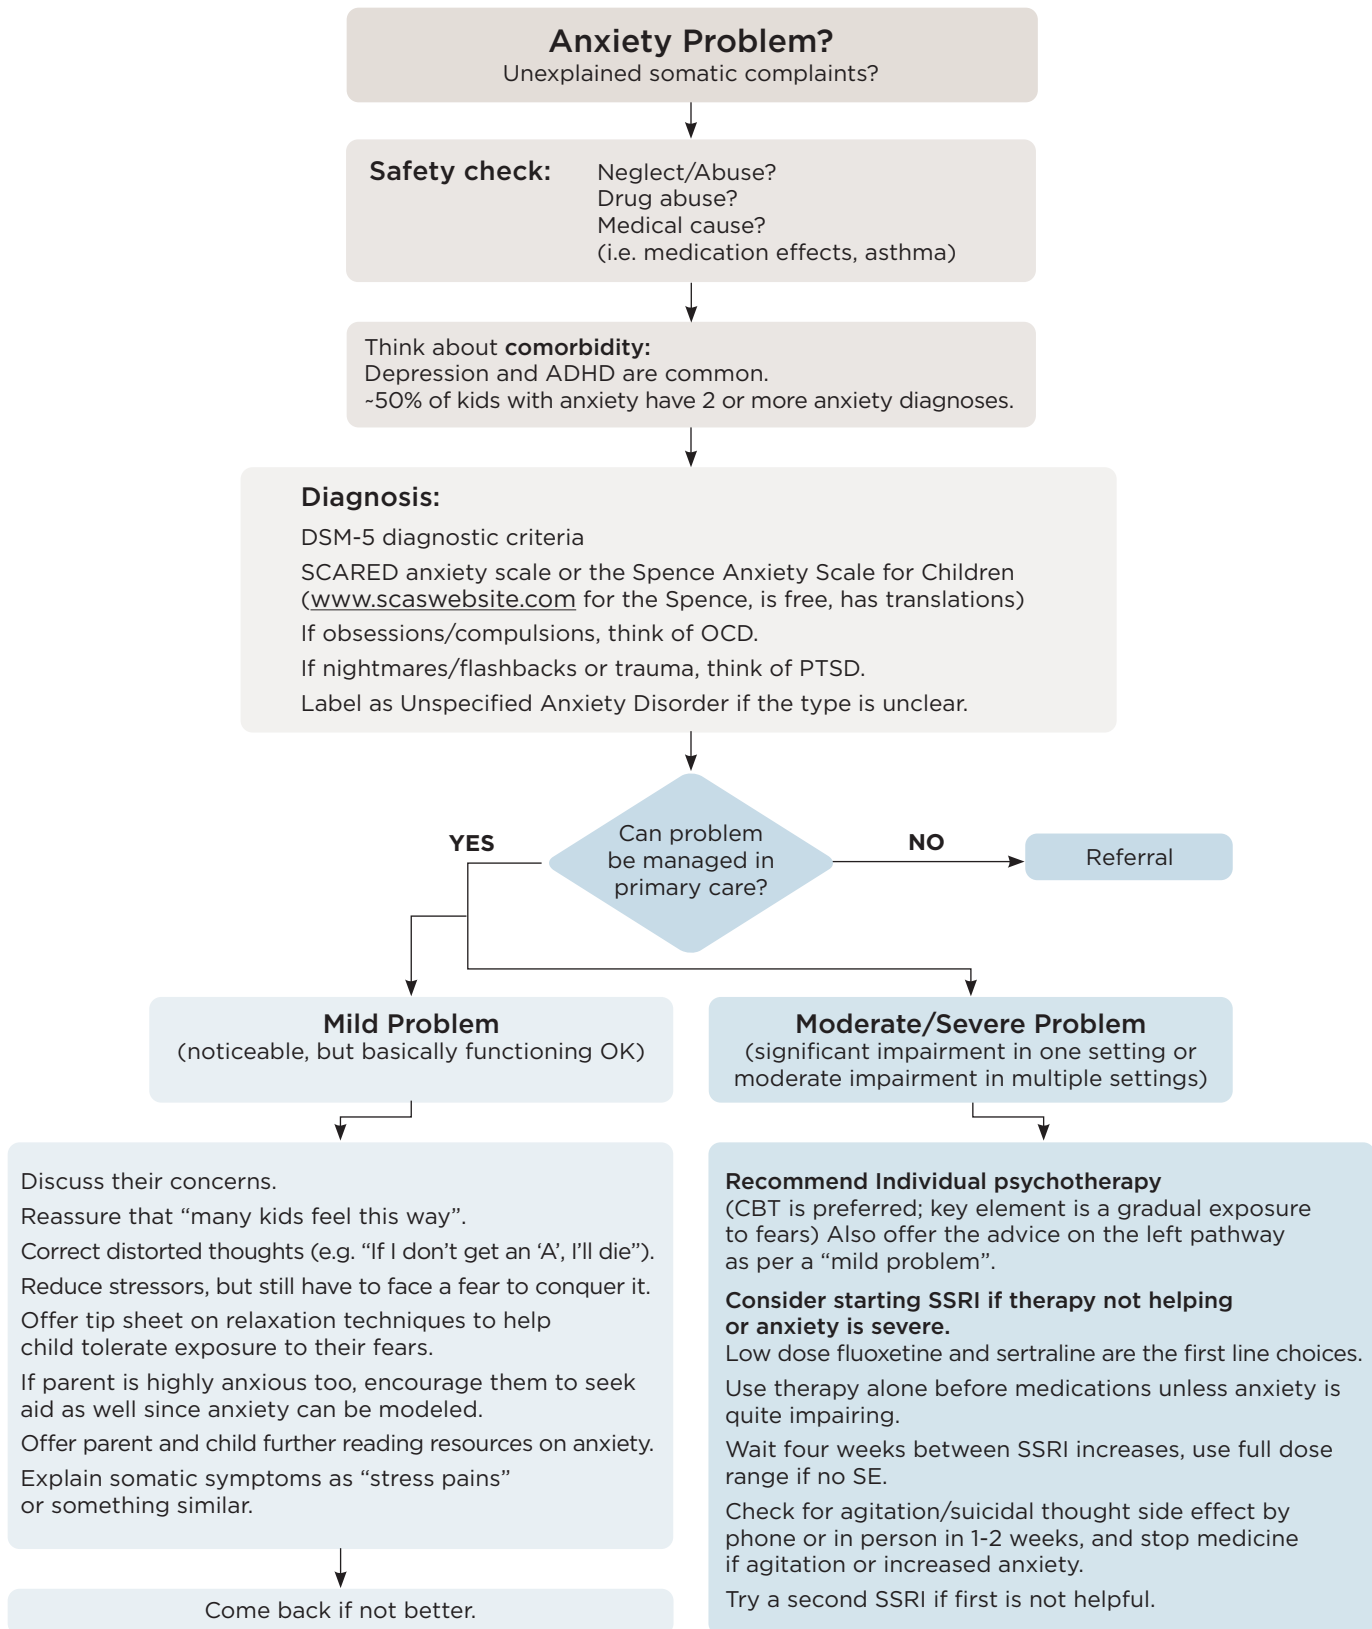 Anxiety Problem?
Unexplained somatic complaints?
Safety check:
Neglect/Abuse?
Drug abuse?
Medical cause?
(i.e. medication effects, asthma)
Think about comorbidity:
Depression and ADHD are common.
~50% of kids with anxiety have 2 or more anxiety diagnoses.
Diagnosis:
DSM-5 diagnostic criteria
SCARED anxiety scale or the Spence Anxiety Scale for Children
(www.scaswebsite.com for the Spence, is free, has translations)
If obsessions/compulsions, think of OCD.
If nightmares/flashbacks or trauma, think of PTSD.
Label as Unspecified Anxiety Disorder if the type is unclear.
Can problem
be managed in
primary care?
YES
NO
Referral
Mild Problem
(noticeable, but basically functioning OK)
Discuss their concerns.
Reassure that “many kids feel this way”.
Correct distorted thoughts (e.g. “If I don’t get an ‘A’, I’ll die”).
Reduce stressors, but still have to face a fear to conquer it.
Offer tip sheet on relaxation techniques to help
child tolerate exposure to their fears.
If parent is highly anxious too, encourage them to seek
aid as well since anxiety can be modeled.
Offer parent and child further reading resources on anxiety.
Explain somatic symptoms as “stress pains”
or something similar.
Come back if not better.
Moderate/Severe Problem
(significant impairment in one setting or
moderate impairment in multiple settings)
Recommend Individual psychotherapy
(CBT is preferred; key element is a gradual exposure
to fears) Also offer the advice on the left pathway
as per a “mild problem”.
Consider starting SSRI if therapy not helping
or anxiety is severe.
Low dose fluoxetine and sertraline are the first line choices.
Use therapy alone before medications unless anxiety is
quite impairing.
Wait four weeks between SSRI increases, use full dose
range if no SE.
Check for agitation/suicidal thought side effect by
phone or in person in 1-2 weeks, and stop medicine
if agitation or increased anxiety.
Try a second SSRI if first is not helpful.